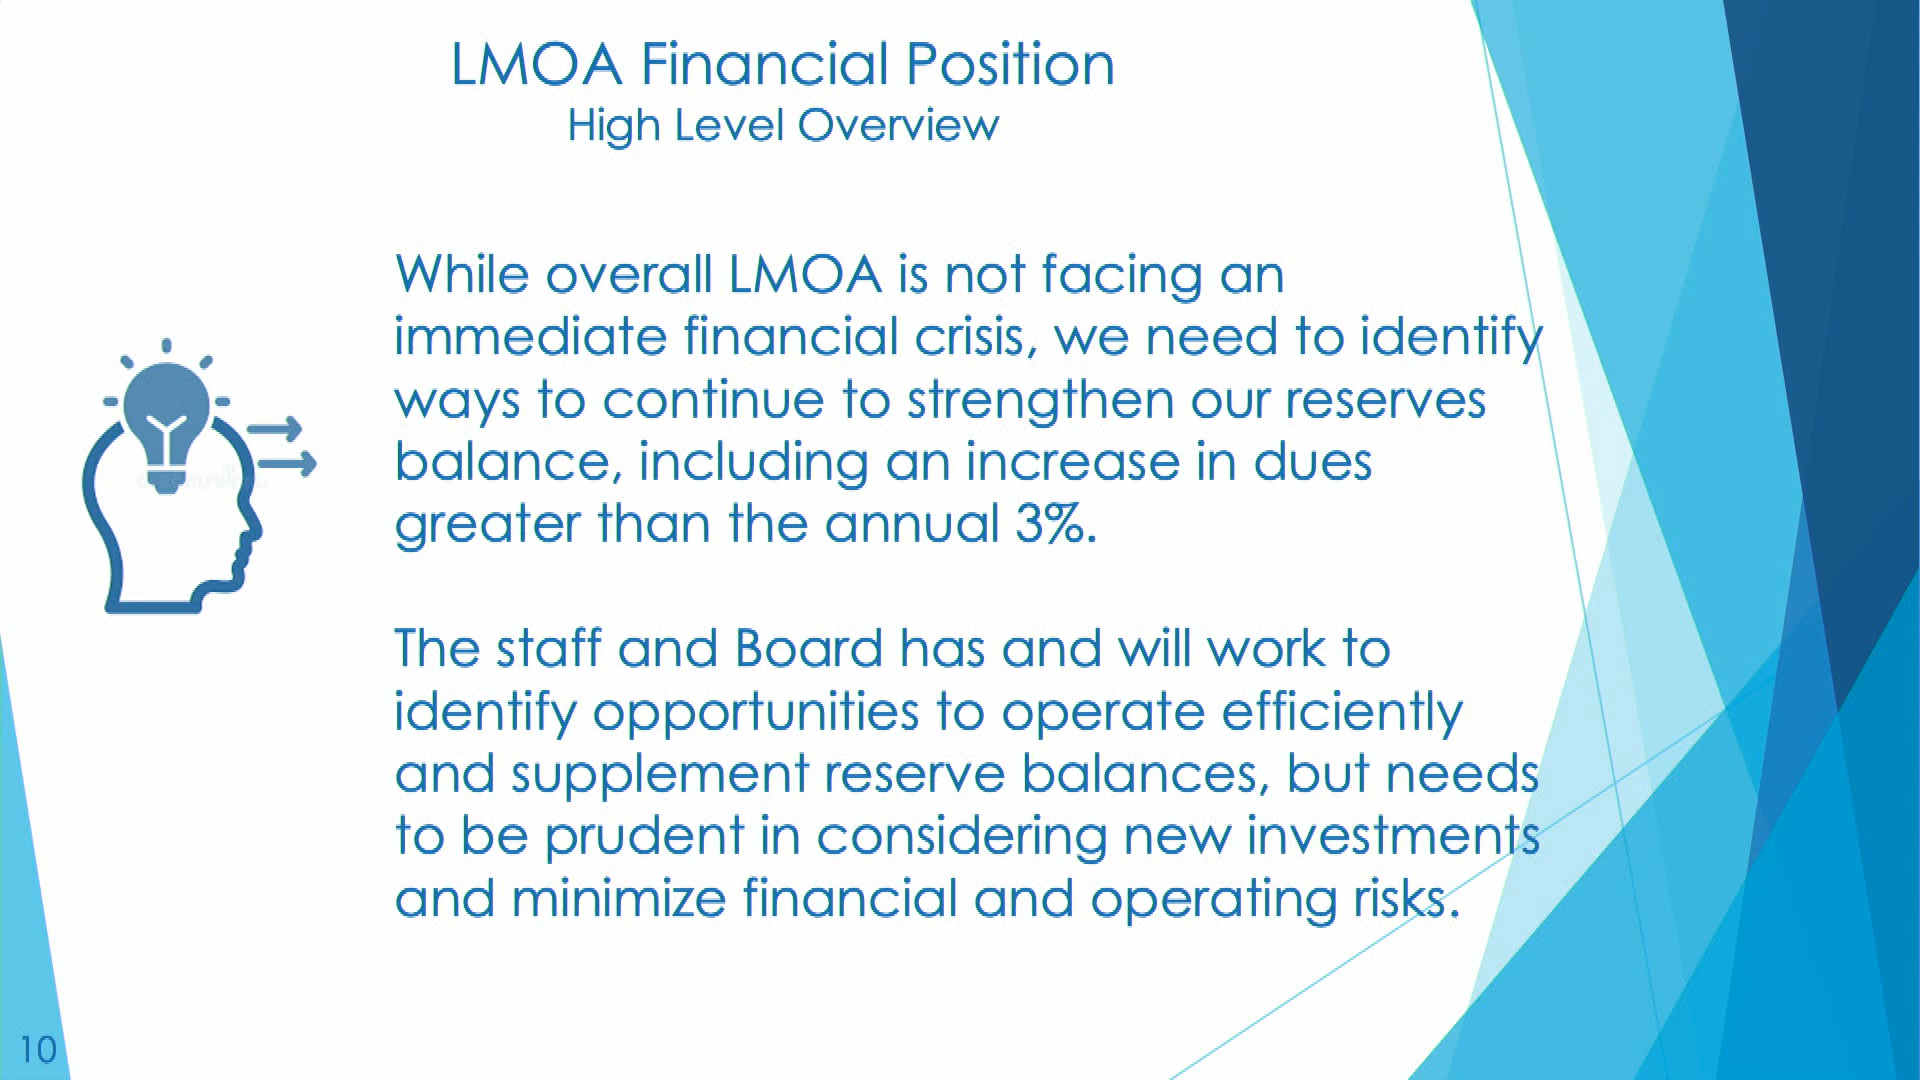 LMOA Financial Position
High Level Overview
While overall LMOA is not facing an
immediate financial crisis, we need to identify
ways to continue to strengthen our reserves
balance, including an increase in dues
greater than the annual 3%.
The staff and Board has and will work to
identify opportunities to operate efficiently
and supplement reserve balances, but needs
to be prudent in considering new investments
and minimize financial and operating risks.
10